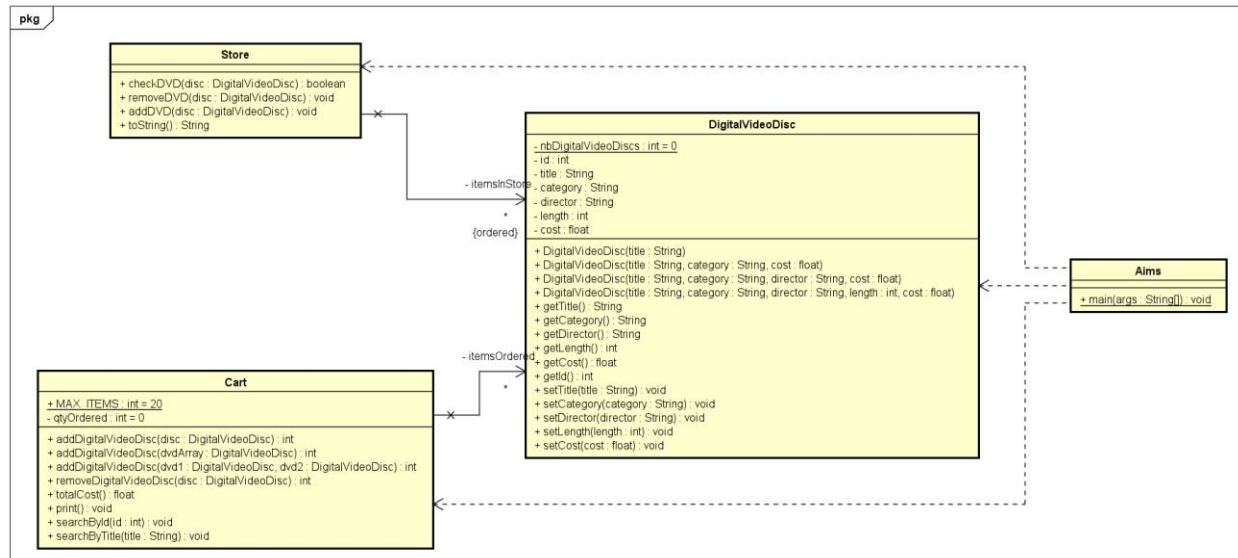 pkg
Store
+ checkDVD(disc : DigitalVideoDisc) : boolean
+ removeDVD(disc : DigitalVideoDisc) : void
+ addDVD(disc : DigitalVideoDisc) : void
+ toString() : String
- itemsInStore
*
{ordered}
DigitalVideoDisc
- nbDigitalVideoDiscs : int = 0
- id : int
- title : String
- category : String
- director : String
- length : int
- cost : float
+ DigitalVideoDisc(title : String)
+ DigitalVideoDisc(title : String, category : String, cost : float)
+ DigitalVideoDisc(title : String, category : String, director : String, cost : float)
+ DigitalVideoDisc(title : String, category : String, director : String, length : int, cost : float)
+ getTitle() : String
+ getCategory() : String
+ getDirector() : String
+ getLength() : int
+ getCost() : float
+ getId() : int
+ setTitle(title : String) : void
+ setCategory(category : String) : void
+ setDirector(director : String) : void
+ setLength(length : int) : void
+ setCost(cost : float) : void
Aims
+ main(args : String[]) : void
- itemsOrdered
*
Cart
+ MAX_ITEMS : int = 20
- qtyOrdered : int = 0
+ addDigitalVideoDisc(disc : DigitalVideoDisc) : int
+ addDigitalVideoDisc(dvdArray : DigitalVideoDisc) : int
+ addDigitalVideoDisc(dvd1 : DigitalVideoDisc, dvd2 : DigitalVideoDisc) : int
+ removeDigitalVideoDisc(disc : DigitalVideoDisc) : int
+ totalCost() : float
+ print() : void
+ searchById(id : int) : void
+ searchByTitle(title : String) : void